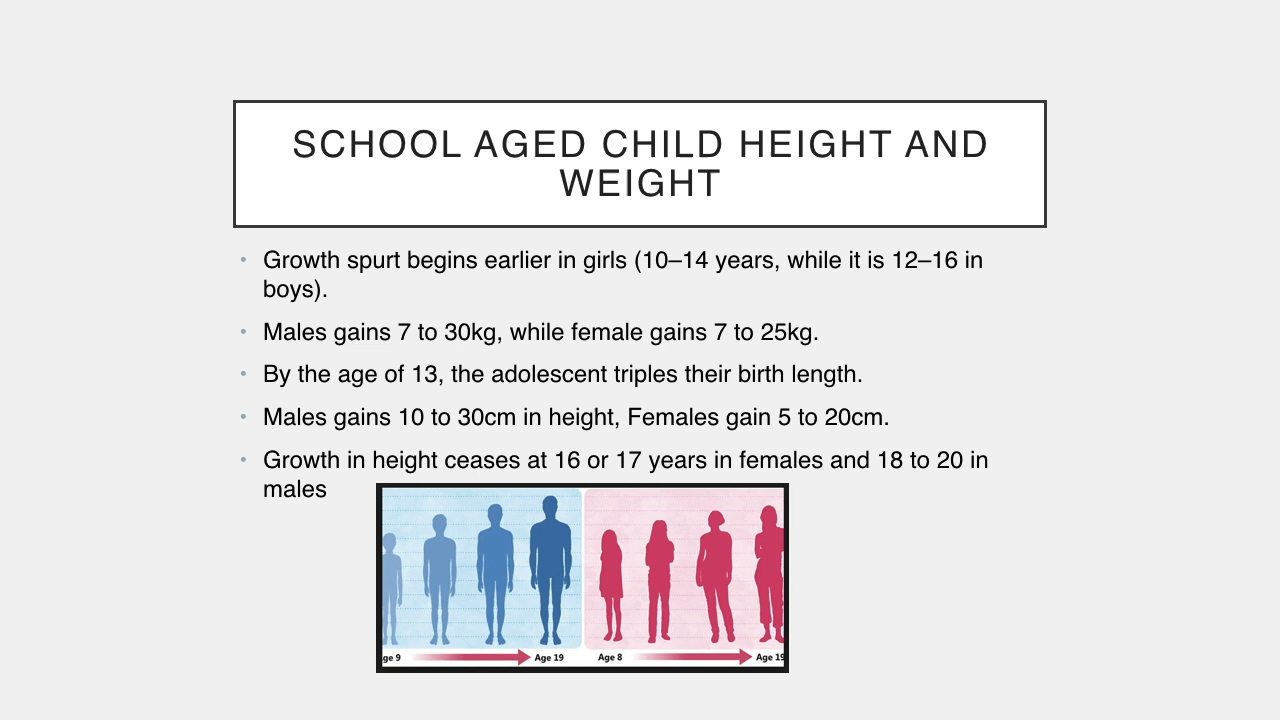 SCHOOL AGED CHILD HEIGHT AND
WEIGHT
• Growth spurt begins earlier in girls (10–14 years, while it is 12–16 in
boys).
• Males gains 7 to 30kg, while female gains 7 to 25kg.
• By the age of 13, the adolescent triples their birth length.
• Males gains 10 to 30cm in height, Females gain 5 to 20cm.
• Growth in height ceases at 16 or 17 years in females and 18 to 20 in
males
ge 9 Age 19 Age 8 Age 19